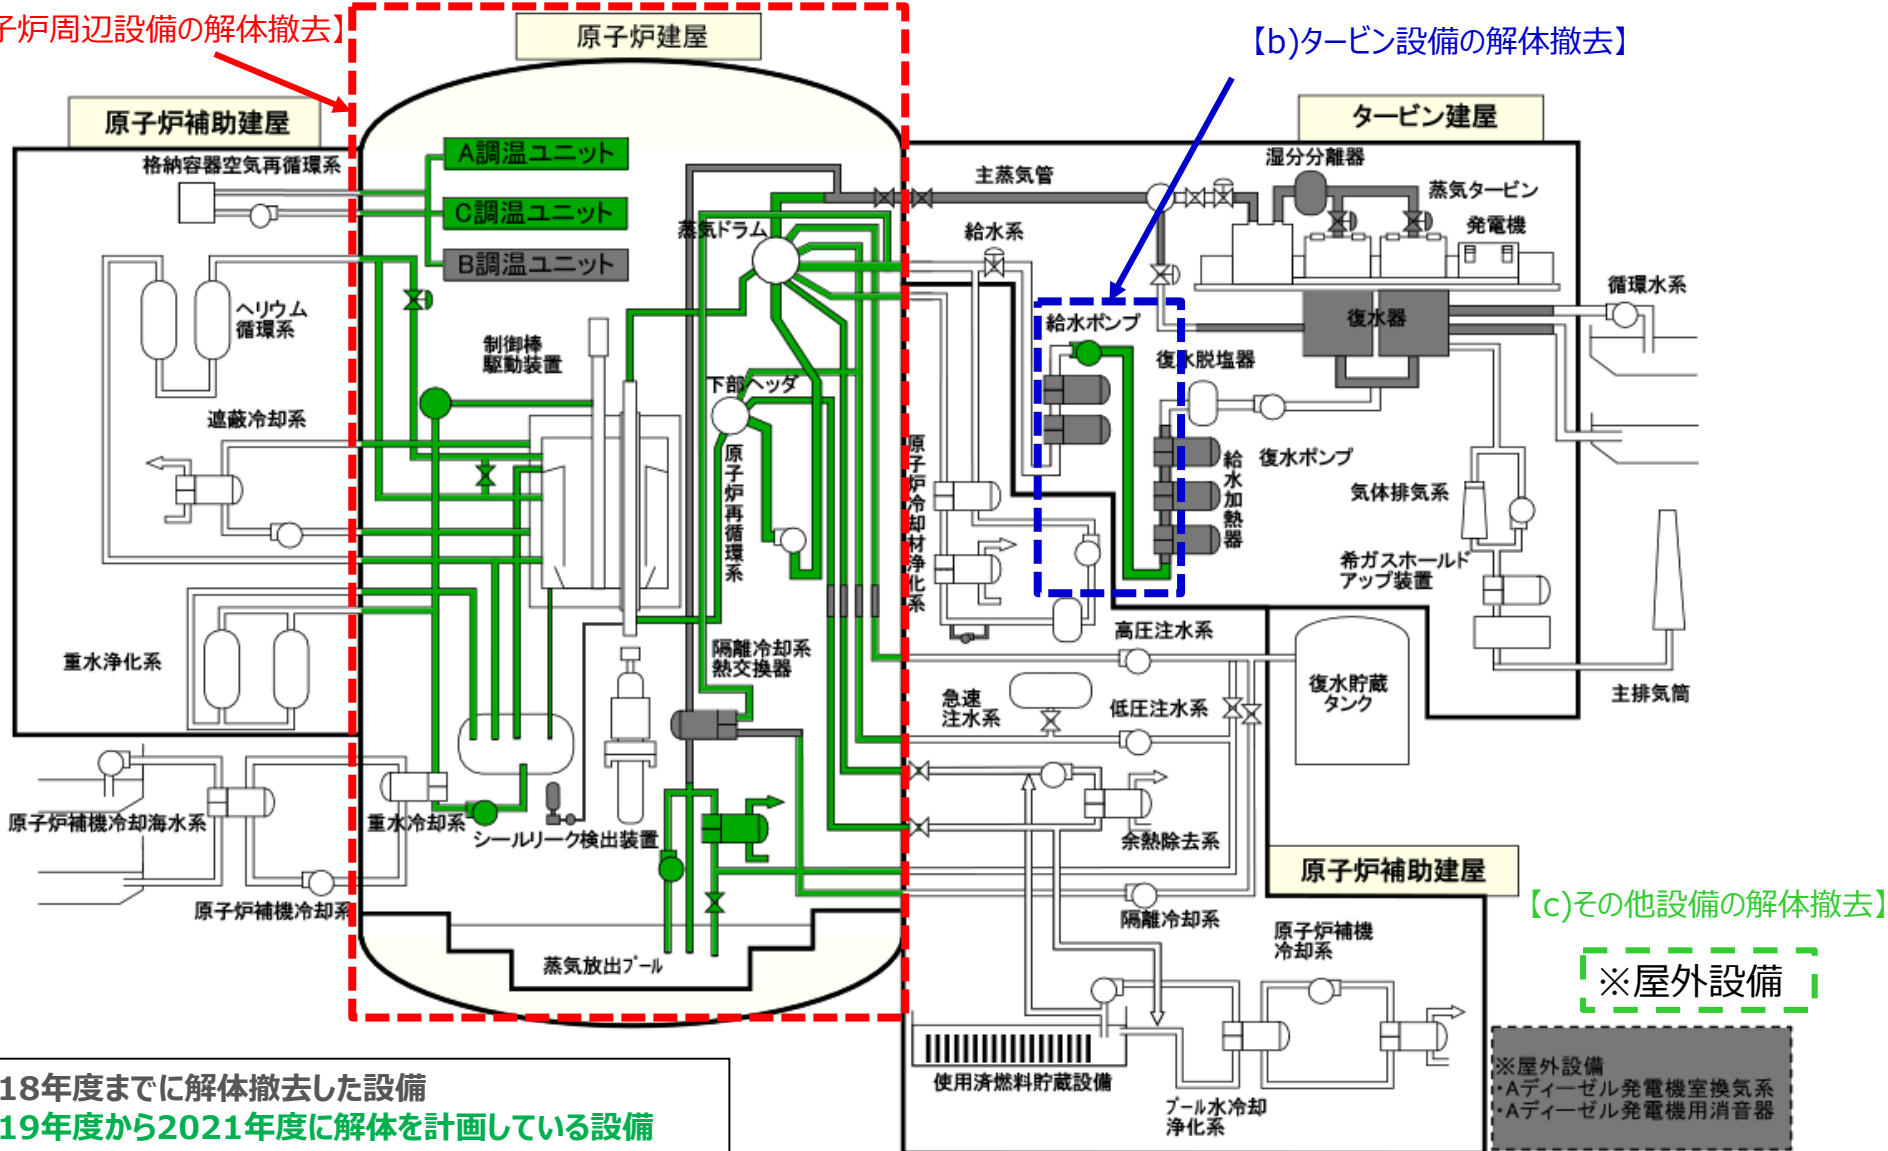 子炉周辺設備の解体撤去】
原子炉建屋
【b)タービン設備の解体撤去】
原子炉補助建屋
タービン建屋
格納容器空気再循環系
A調温ユニット
C調温ユニット
B調温ユニット
蒸気ドラム
主蒸気管
湿分分離器
蒸気タービン
発電機
給水系
循環水系
ヘリウム
循環系
制御棒
駆動装置
給水ポンプ
復水器
復水脱塩器
下部ヘッダ
遮蔽冷却系
原子炉再循環系
原子炉冷却材浄化系
給水加熱器
復水ポンプ
気体排気系
希ガスホールド
アップ装置
重水浄化系
隔離冷却系
熱交換器
高圧注水系
急速
注水系
低圧注水系
復水貯蔵
タンク
主排気筒
原子炉補機冷却海水系
重水冷却系
シールリーク検出装置
余熱除去系
原子炉補機冷却系
原子炉補助建屋
隔離冷却系
【c)その他設備の解体撤去】
原子炉補機
冷却系
蒸気放出プール
※屋外設備
使用済燃料貯蔵設備
プール水冷却
浄化系
※屋外設備
・Aディーゼル発電機室換気系
・Aディーゼル発電機用消音器
18年度までに解体撤去した設備
19年度から2021年度に解体を計画している設備